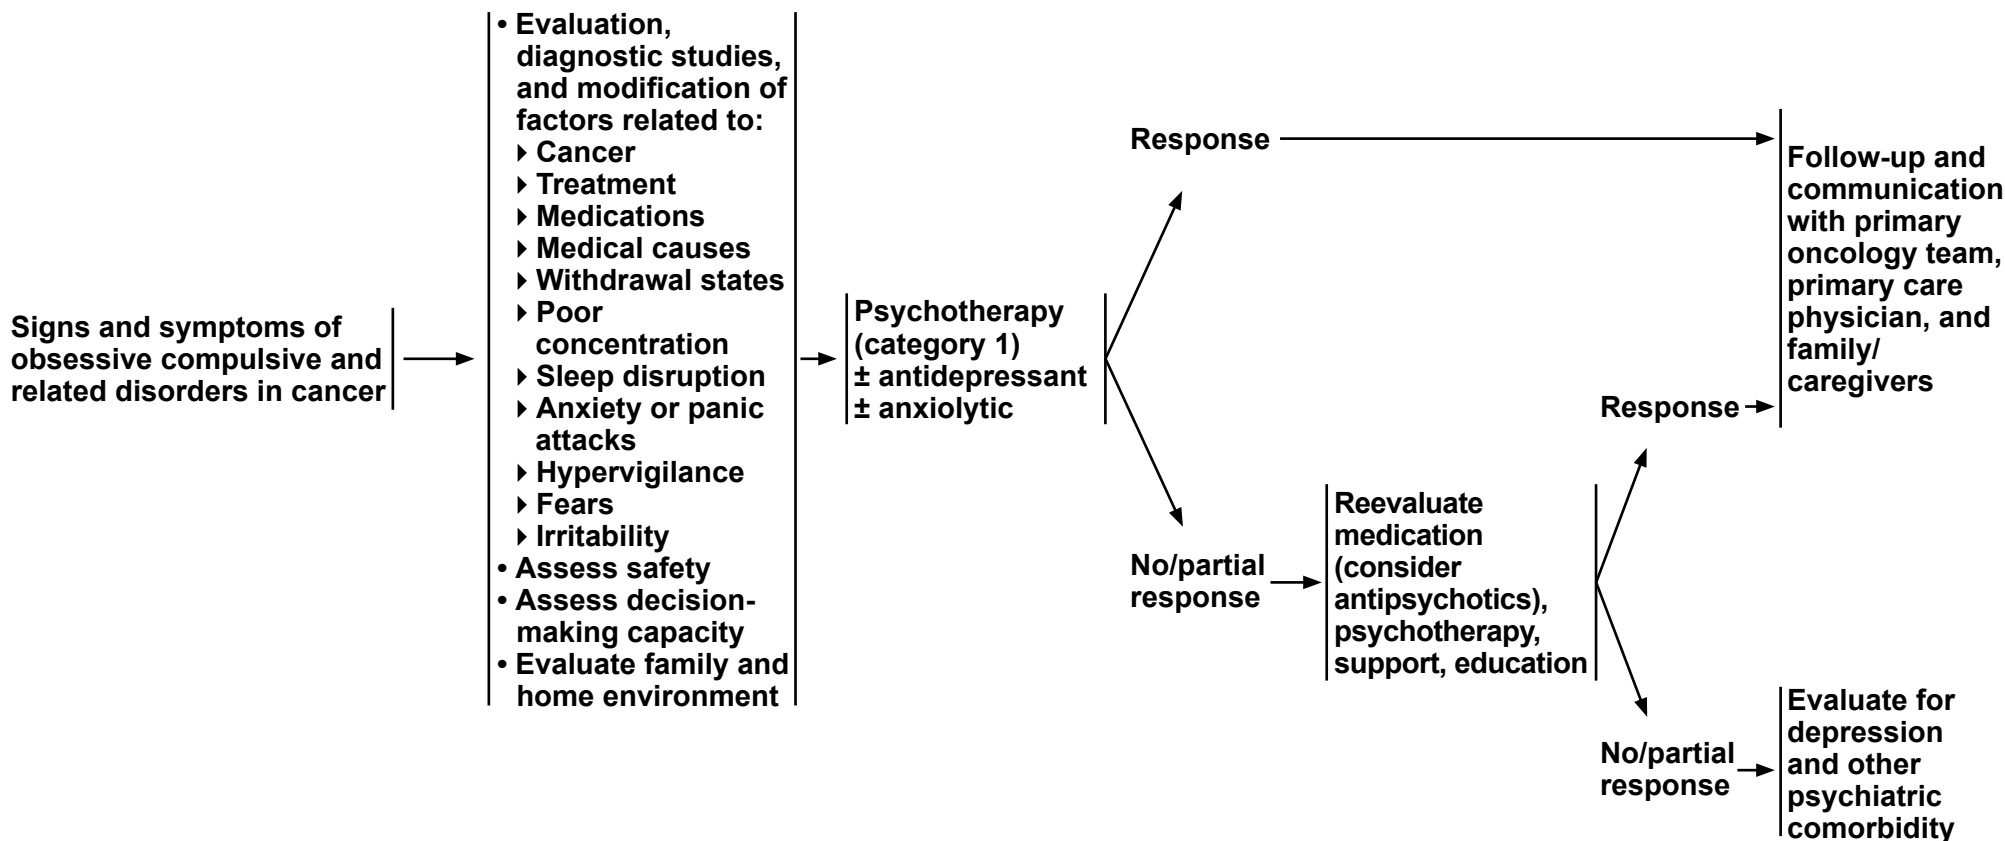 Signs and symptoms of
obsessive compulsive and
related disorders in cancer
• Evaluation,
diagnostic studies,
and modification of
factors related to:
▸ Cancer
▸ Treatment
▸ Medications
▸ Medical causes
▸ Withdrawal states
▸ Poor
concentration
▸ Sleep disruption
▸ Anxiety or panic
attacks
▸ Hypervigilance
▸ Fears
▸ Irritability
• Assess safety
• Assess decision-
making capacity
• Evaluate family and
home environment
Psychotherapy
(category 1)
± antidepressant
± anxiolytic
Response
No/partial
response
Reevaluate
medication
(consider
antipsychotics),
psychotherapy,
support, education
Response
No/partial
response
Follow-up and
communication
with primary
oncology team,
primary care
physician, and
family/
caregivers
Evaluate for
depression
and other
psychiatric
comorbidity